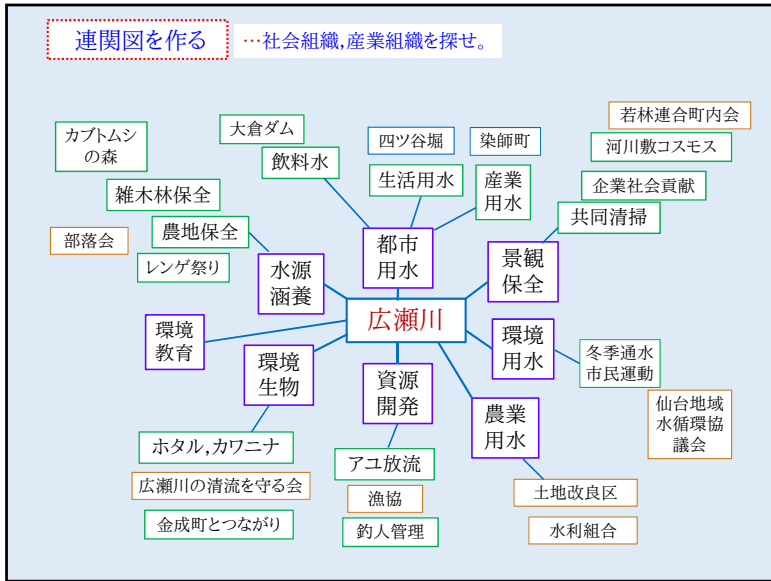 連関図を作る
…社会組織,産業組織を探せ。
若林連合町内会
カブトムシ
の森
大倉ダム
四ツ谷堀
染師町
河川敷コスモス
飲料水
生活用水
産業
用水
企業社会貢献
雑木林保全
共同清掃
部落会
農地保全
都市
用水
景観
保全
レンゲ祭り
水源
涵養
広瀬川
環境
教育
環境
用水
環境
生物
資源
開発
冬季通水
市民運動
農業
用水
仙台地域
水循環協
議会
ホタル,カワニナ
アユ放流
広瀬川の清流を守る会
漁協
土地改良区
金成町とつながり
釣人管理
水利組合